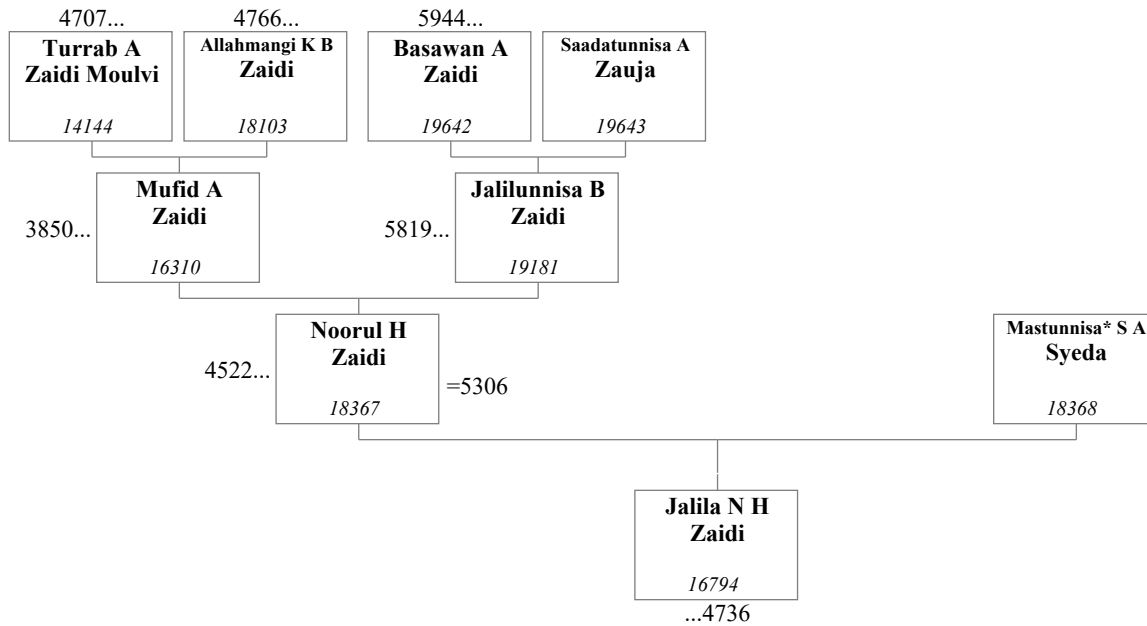 4707...
4766...
5944...
Turrab A
Zaidi Moulvi
14144
Allahmangi K B
Zaidi
18103
Basawan A
Zaidi
19642
Saadatunnisa A
Zauja
19643
3850...
Mufid A
Zaidi
16310
5819...
Jalilunnisa B
Zaidi
19181
4522...
Noorul H
Zaidi
18367
=5306
Mastunnisa* S A
Syeda
18368
Jalila N H
Zaidi
16794
...4736